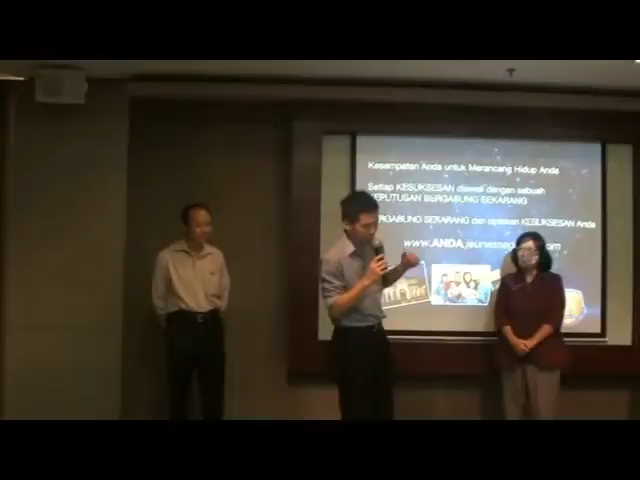 Kesempatan Anda untuk Merancang Hidup Anda
Setiap KESUKSESAN diawali dengan sebuah
KEPUTUSAN BERGABUNG SEKARANG
BERGABUNG SEKARANG dan ciptakan KESUKSESAN Anda
www.ANDA.jeunesse